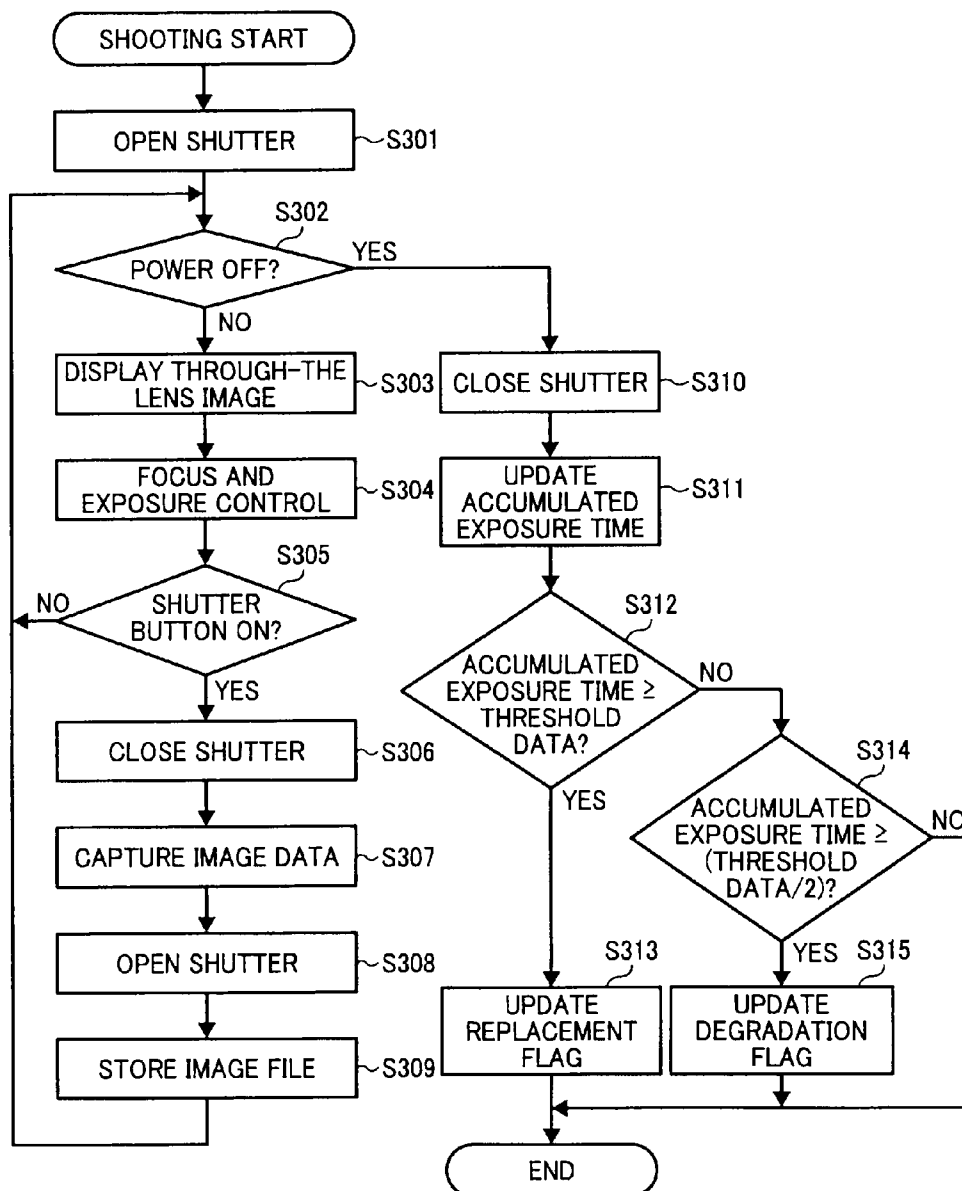 SHOOTING START
OPEN SHUTTER
S301
S302
POWER OFF?
YES
NO
DISPLAY THROUGH-THE
LENS IMAGE
S303
FOCUS AND
EXPOSURE CONTROL
S304
S305
SHUTTER
BUTTON ON?
NO
YES
CLOSE SHUTTER
S306
CAPTURE IMAGE DATA
S307
OPEN SHUTTER
S308
STORE IMAGE FILE
S309
CLOSE SHUTTER
S310
UPDATE
ACCUMULATED
EXPOSURE TIME
S311
S312
ACCUMULATED
EXPOSURE TIME ≥
THRESHOLD
DATA?
NO
YES
S313
UPDATE
REPLACEMENT
FLAG
S314
ACCUMULATED
EXPOSURE TIME ≥
(THRESHOLD
DATA/2)?
NO
YES
S315
UPDATE
DEGRADATION
FLAG
END